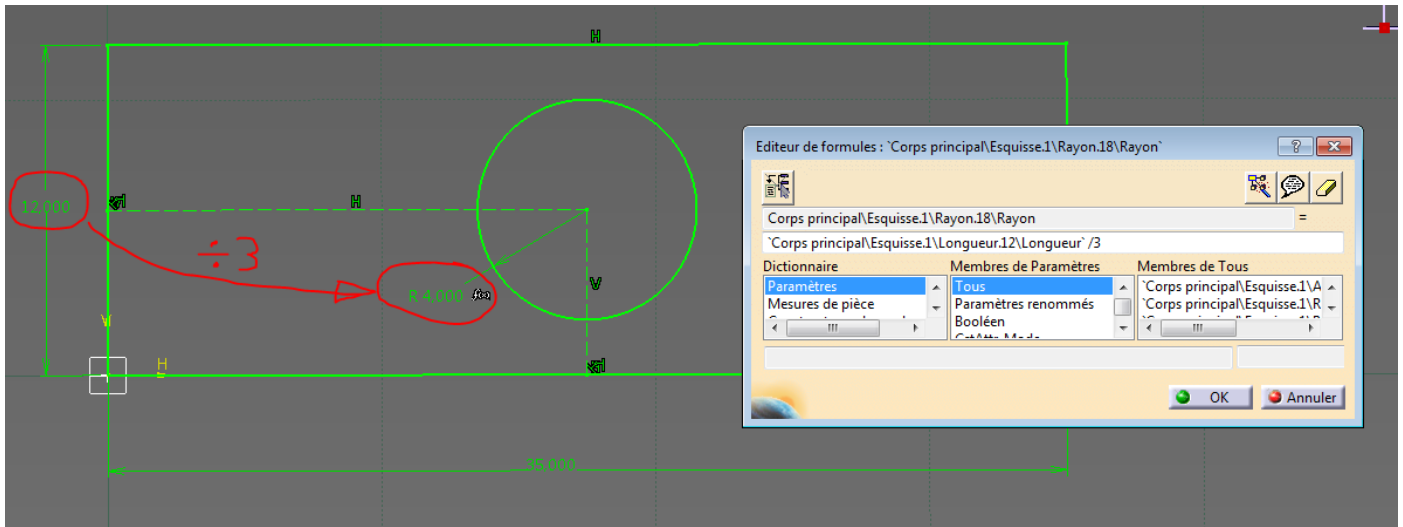 H
12,000
H
÷ 3
R 4,000 f(x)
V
V
H
35,000
Editeur de formules : `Corps principal\Esquisse.1\Rayon.18\Rayon`
Corps principal\Esquisse.1\Rayon.18\Rayon =
`Corps principal\Esquisse.1\Longueur.12\Longueur` /3
Dictionnaire Membres de Paramètres Membres de Tous
Paramètres Tous `Corps principal\Esquisse.1\A
Mesures de pièce Paramètres renommés `Corps principal\Esquisse.1\R
Booléen
OK Annuler